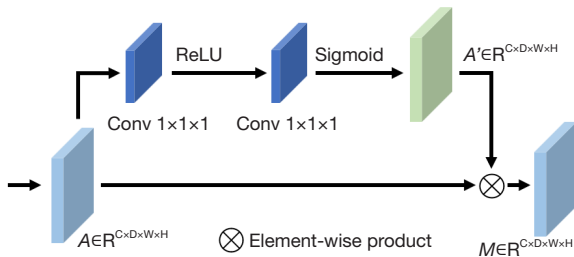 ReLU
Sigmoid
A'∈R^C×D×W×H
Conv 1×1×1
Conv 1×1×1
A∈R^C×D×W×H
⊗ Element-wise product
M∈R^C×D×W×H